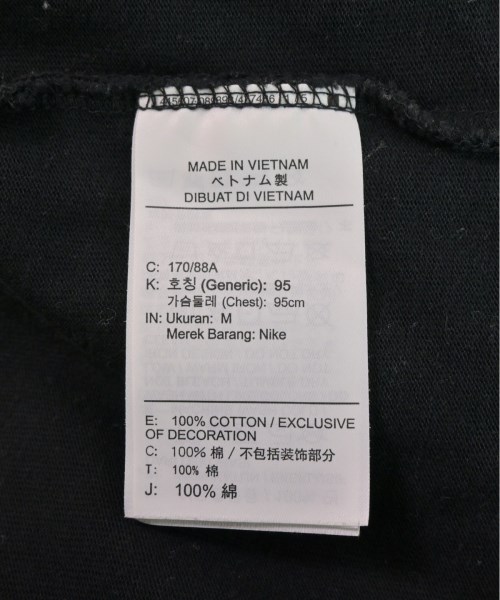 MADE IN VIETNAM
ベトナム製
DIBUAT DI VIETNAM
C: 170/88A
K: 호칭 (Generic): 95
가슴둘레 (Chest): 95cm
IN: Ukuran: M
Merek Barang: Nike
E: 100% COTTON / EXCLUSIVE
OF DECORATION
C: 100% 棉 / 不包括装饰部分
T: 100% 棉
J: 100% 綿